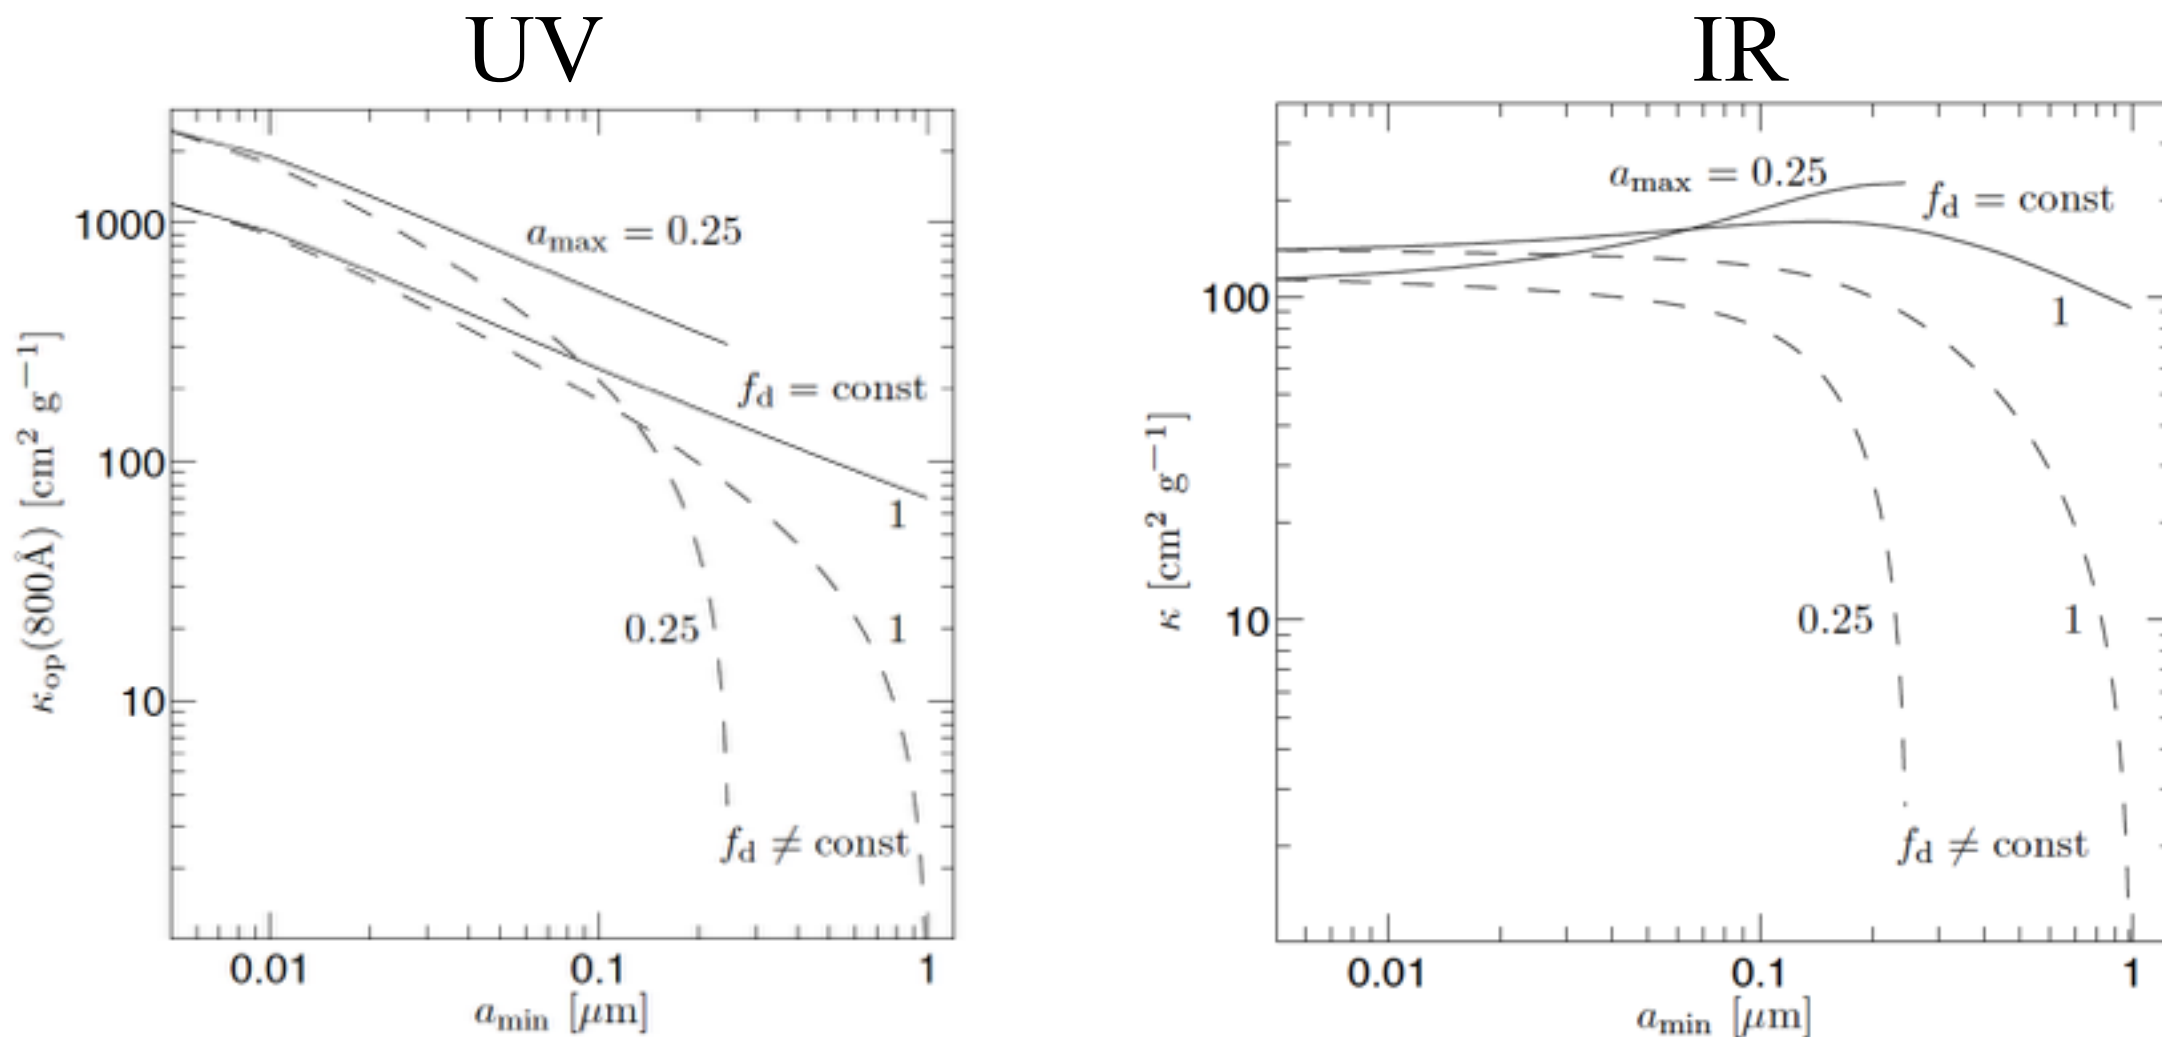 UV
1000
100
10
κop(800Å) [cm² g⁻¹]
amax = 0.25
fd = const
1
0.25
1
fd ≠ const
0.01
0.1
1
amin [μm]
IR
100
10
κ [cm² g⁻¹]
amax = 0.25
fd = const
1
0.25
1
fd ≠ const
0.01
0.1
1
amin [μm]